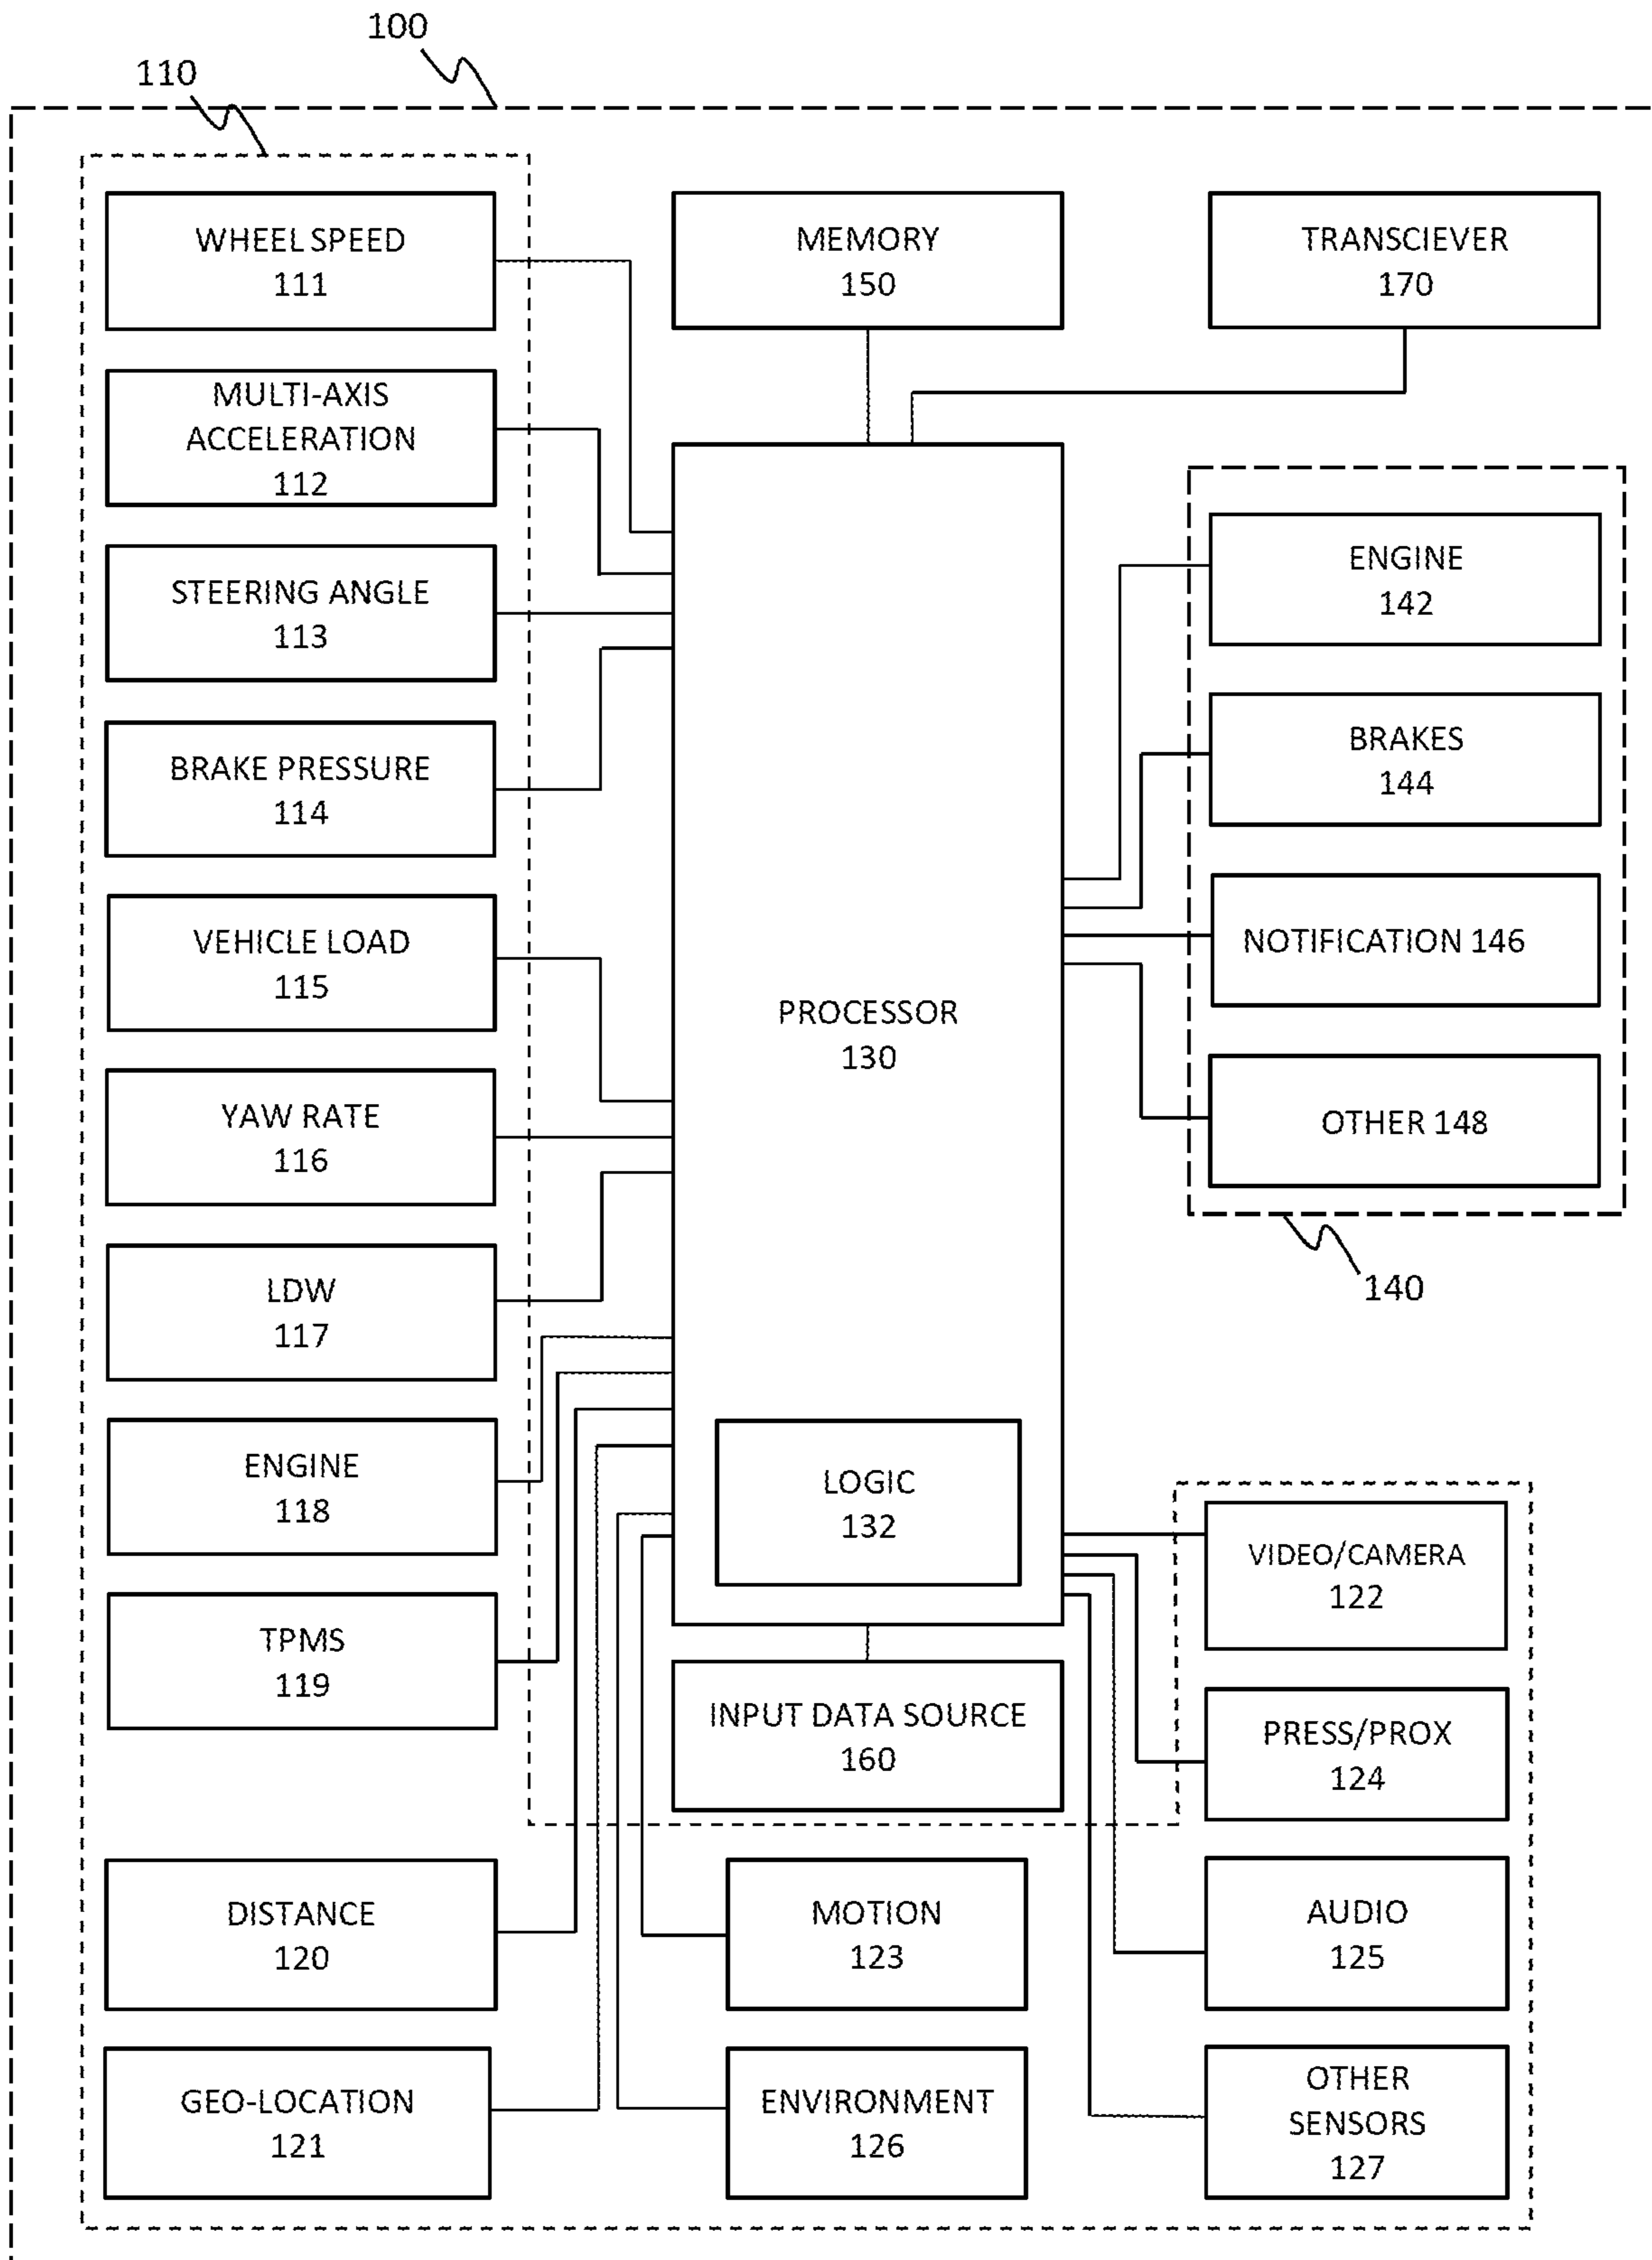 100
110
WHEEL SPEED
111
MEMORY
150
TRANSCIEVER
170
MULTI-AXIS
ACCELERATION
112
STEERING ANGLE
113
ENGINE
142
BRAKE PRESSURE
114
BRAKES
144
VEHICLE LOAD
115
NOTIFICATION 146
PROCESSOR
130
YAW RATE
116
OTHER 148
LDW
117
140
ENGINE
118
LOGIC
132
VIDEO/CAMERA
122
TPMS
119
INPUT DATA SOURCE
160
PRESS/PROX
124
DISTANCE
120
MOTION
123
AUDIO
125
GEO-LOCATION
121
ENVIRONMENT
126
OTHER
SENSORS
127